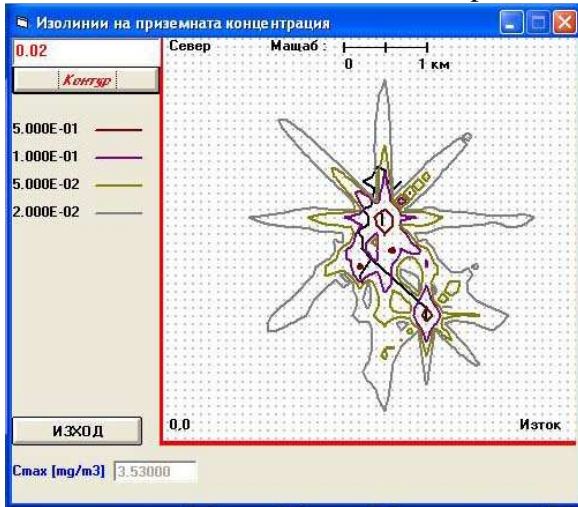 Изолинии на приземната концентрация
0.02
Контур
5.000E-01
1.000E-01
5.000E-02
2.000E-02
ИЗХОД
Cmax [mg/m3] 3.53000
Север Мащаб :
0 1 км
0,0 Изток